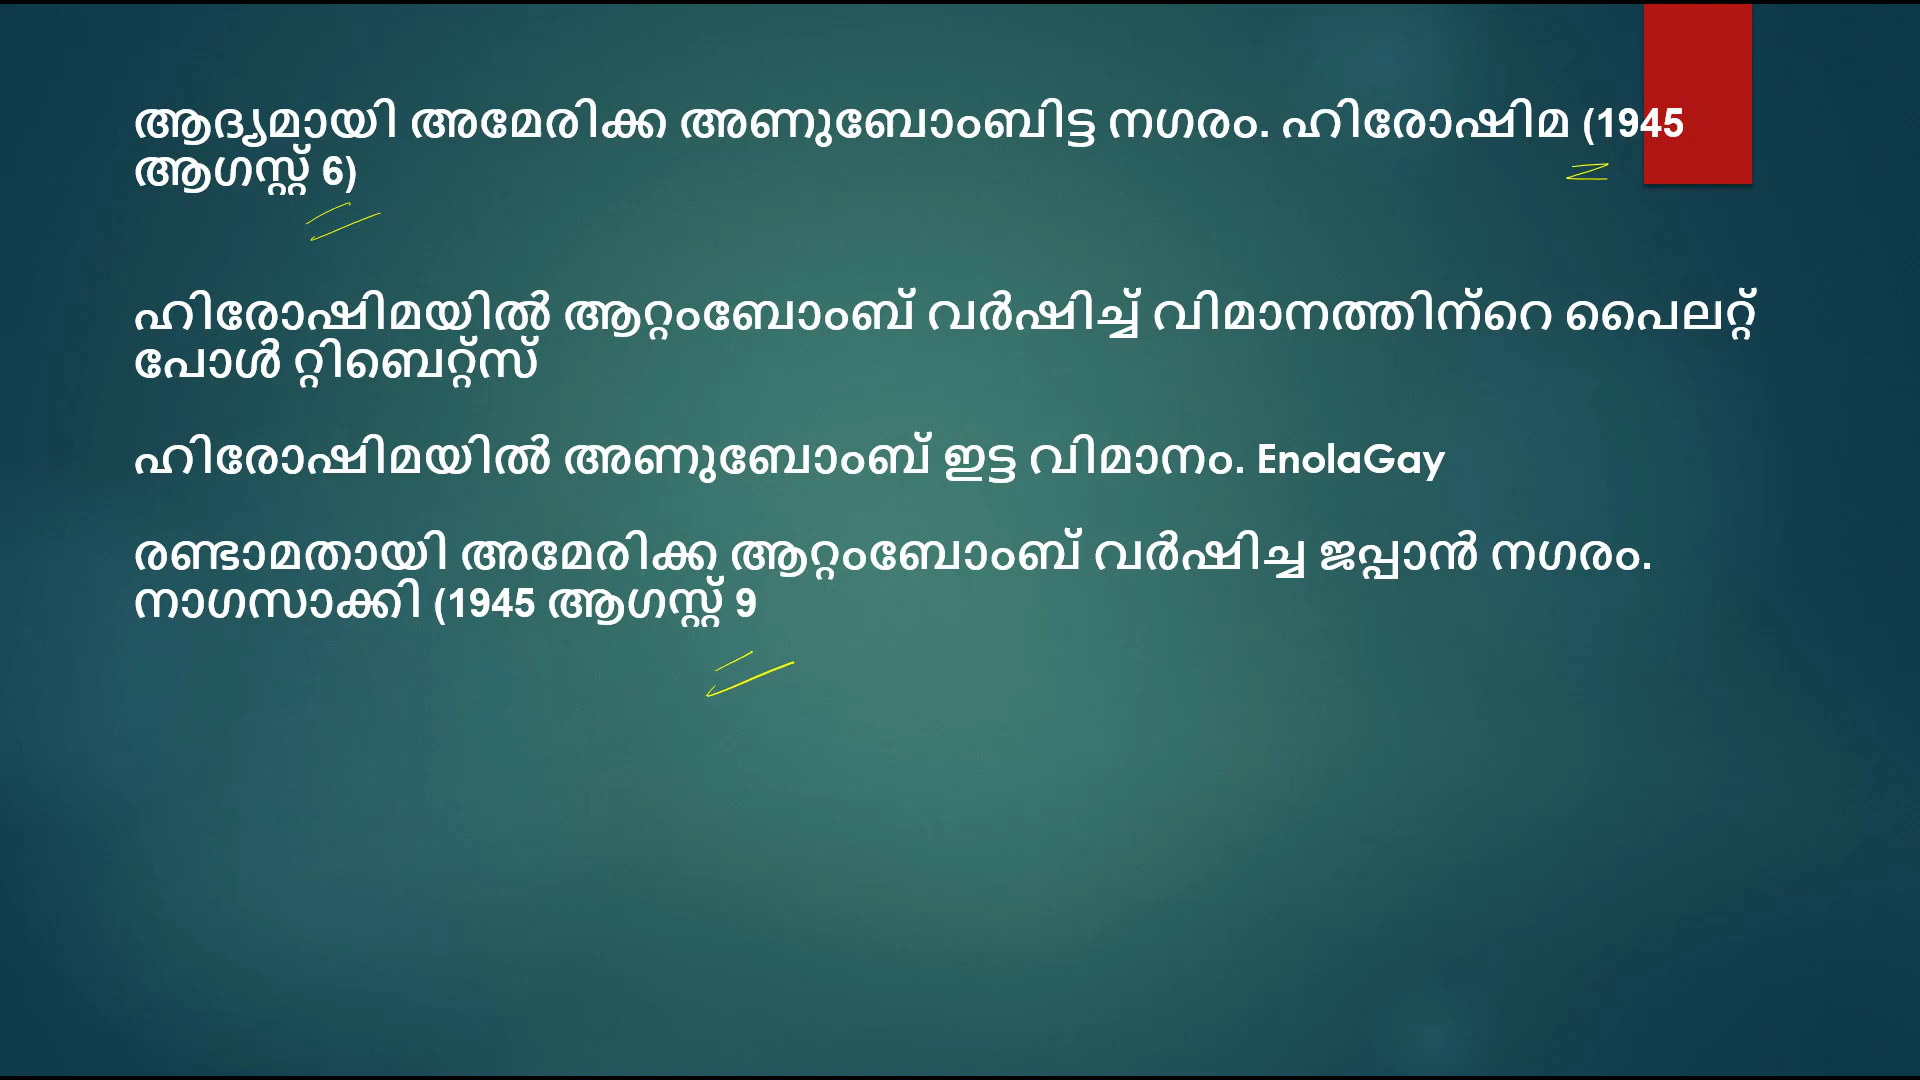 ആദ്യമായി അമേരിക്ക അണുബോംബിട്ട നഗരം. ഹിരോഷിമ (1945
ആഗസ്റ്റ് 6)
ഹിരോഷിമയിൽ ആറ്റംബോംബ് വർഷിച്ച് വിമാനത്തിന്റെ പൈലറ്റ്
പോൾ റ്റിബെറ്റ്സ്
ഹിരോഷിമയിൽ അണുബോംബ് ഇട്ട വിമാനം. EnolaGay
രണ്ടാമതായി അമേരിക്ക ആറ്റംബോംബ് വർഷിച്ച ജപ്പാൻ നഗരം.
നാഗസാക്കി (1945 ആഗസ്റ്റ് 9